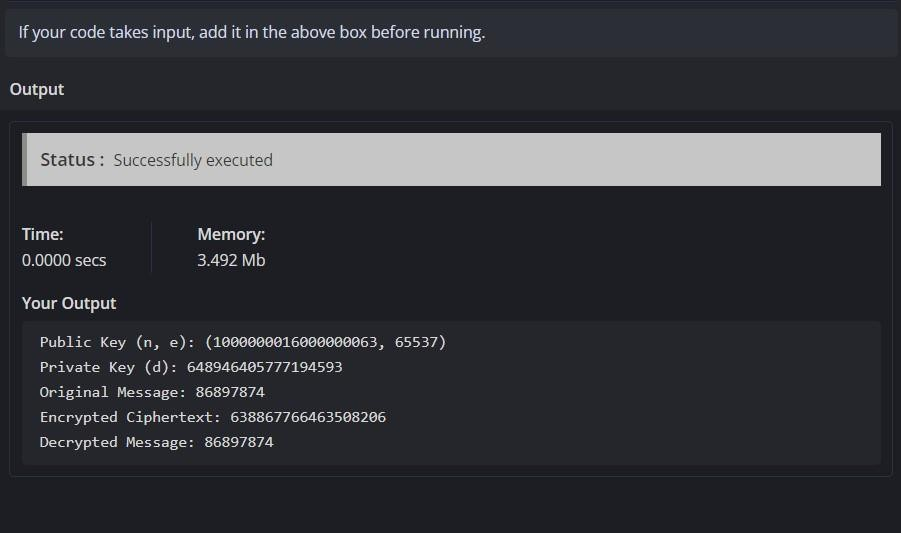 If your code takes input, add it in the above box before running.
Output
Status : Successfully executed
Time:
Memory:
0.0000 secs
3.492 Mb
Your Output
Public Key (n, e): (1000000016000000063, 65537)
Private Key (d): 648946405777194593
Original Message: 86897874
Encrypted Ciphertext: 638867766463508206
Decrypted Message: 86897874